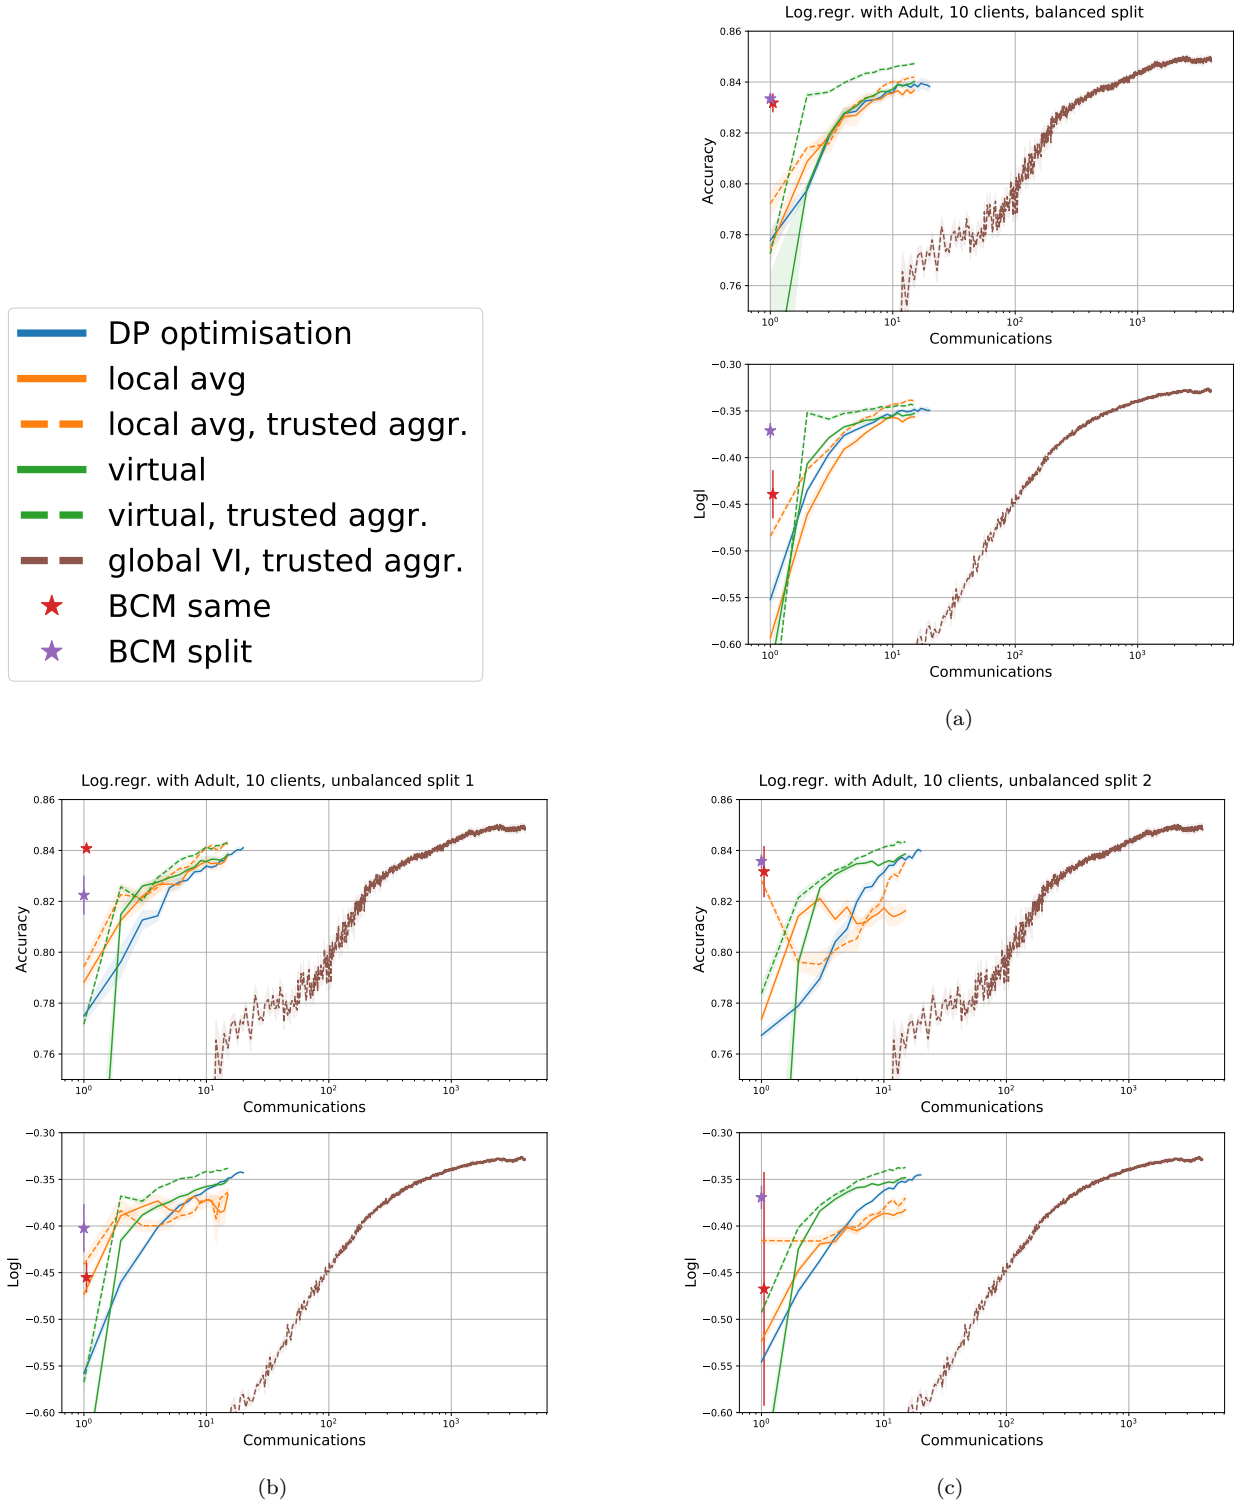 Log.regr. with Adult, 10 clients, balanced split
0.86
0.84
0.82
0.80
0.78
0.76
Accuracy
10⁰ 10¹ 10² 10³
Communications
DP optimisation
local avg
local avg, trusted aggr.
virtual
virtual, trusted aggr.
global VI, trusted aggr.
BCM same
BCM split
−0.30
−0.35
−0.40
−0.45
−0.50
−0.55
−0.60
Logl
10⁰ 10¹ 10² 10³
Communications
(a)
Log.regr. with Adult, 10 clients, unbalanced split 1
0.86
0.84
0.82
0.80
0.78
0.76
Accuracy
10⁰ 10¹ 10² 10³
Communications
−0.30
−0.35
−0.40
−0.45
−0.50
−0.55
−0.60
Logl
10⁰ 10¹ 10² 10³
Communications
(b)
Log.regr. with Adult, 10 clients, unbalanced split 2
0.86
0.84
0.82
0.80
0.78
0.76
Accuracy
10⁰ 10¹ 10² 10³
Communications
−0.30
−0.35
−0.40
−0.45
−0.50
−0.55
−0.60
Logl
10⁰ 10¹ 10² 10³
Communications
(c)